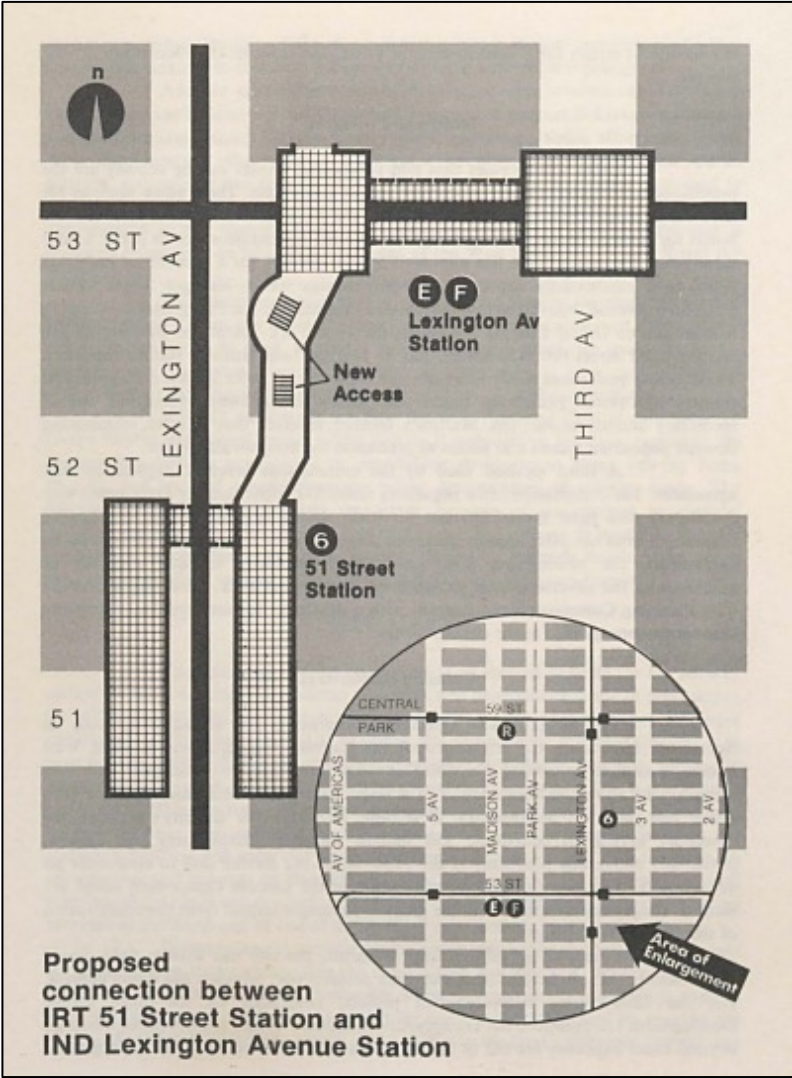 n
53 ST
LEXINGTON AV
E F
Lexington Av
Station
THIRD AV
New
Access
52 ST
6
51 Street
Station
51
CENTRAL
PARK
59 ST
R
AV OF AMERICAS
5 AV
MADISON AV
PARK AV
LEXINGTON AV
6
3 AV
2 AV
53 ST
E F
Area of
Enlargement
Proposed
connection between
IRT 51 Street Station and
IND Lexington Avenue Station